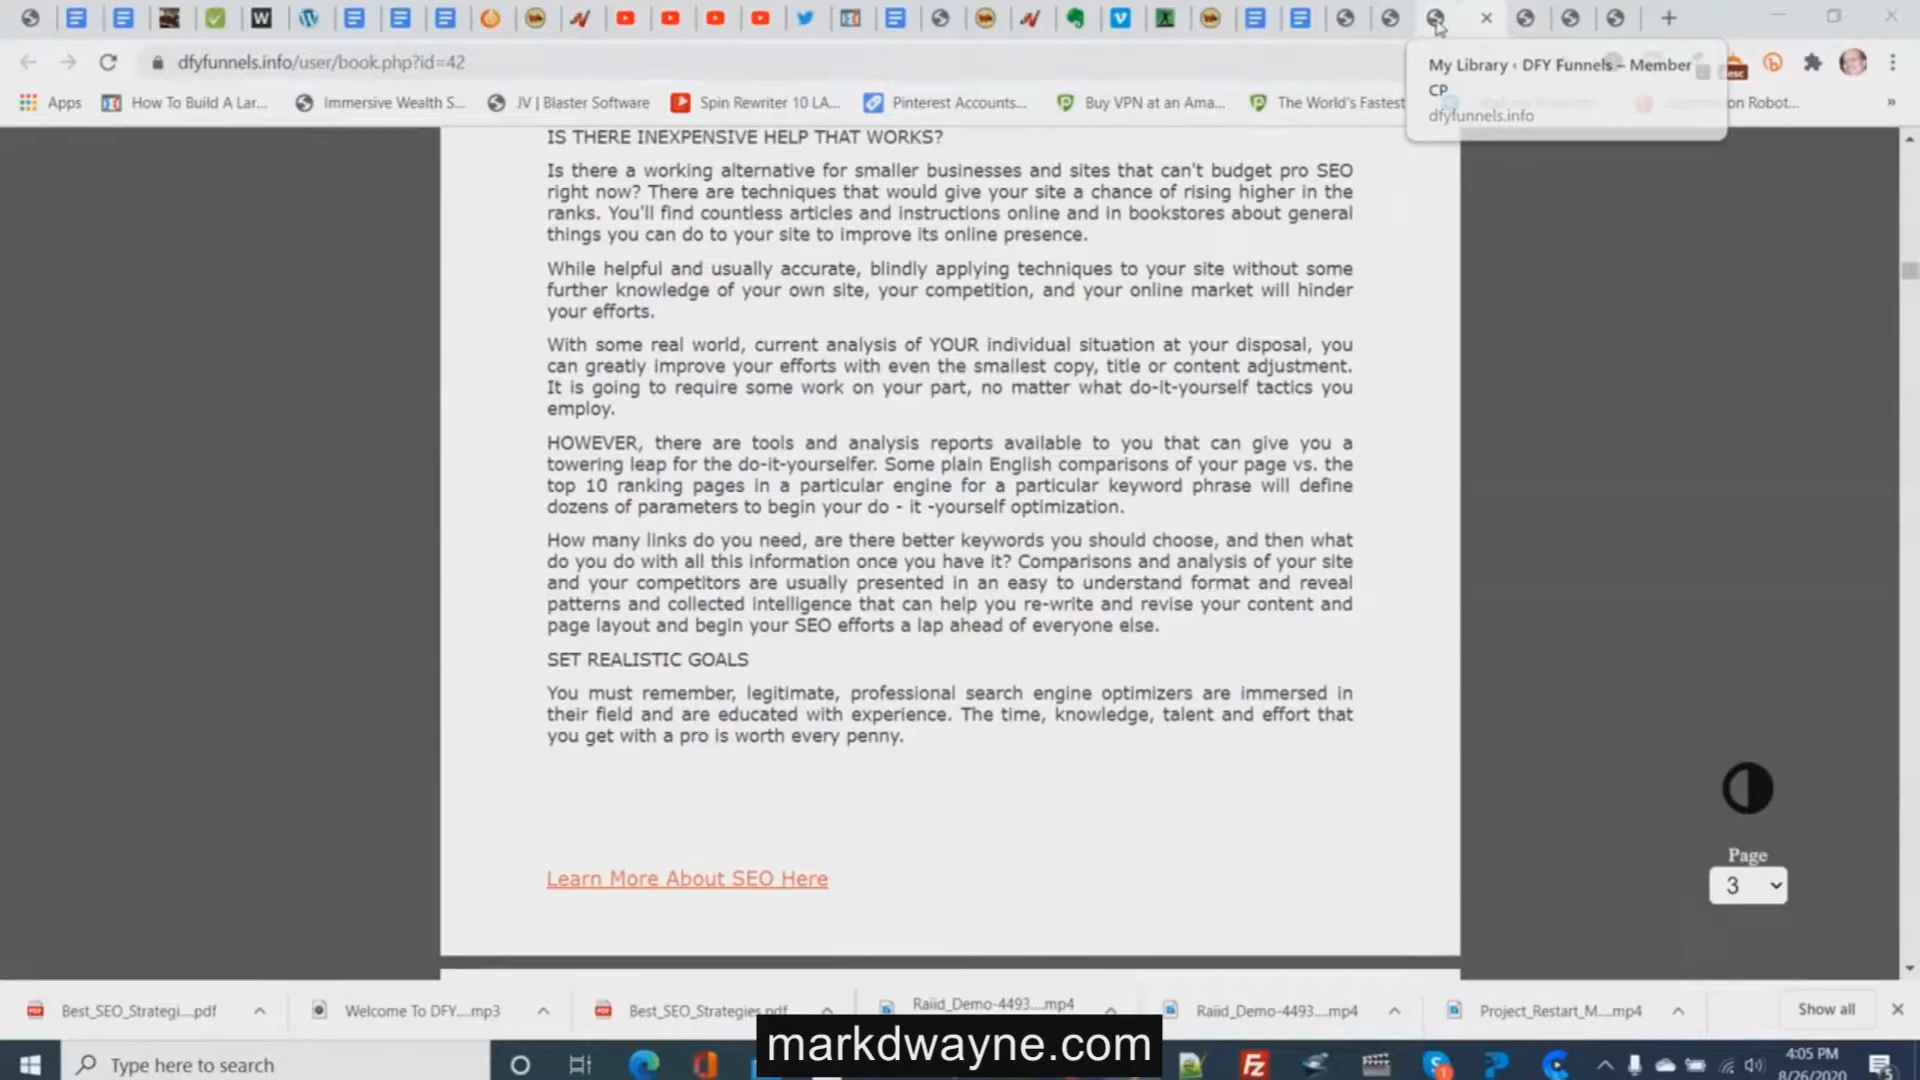 dfyfunnels.info/user/book.php?id=42
My Library ‹ DFY Funnels – Member
CP
dfyfunnels.info
Apps
How To Build A Lar...
Immersive Wealth S...
JV | Blaster Software
Spin Rewriter 10 LA...
Pinterest Accounts...
Buy VPN at an Ama...
The World's Fastest
on Robot...
IS THERE INEXPENSIVE HELP THAT WORKS?
Is there a working alternative for smaller businesses and sites that can't budget pro SEO
right now? There are techniques that would give your site a chance of rising higher in the
ranks. You'll find countless articles and instructions online and in bookstores about general
things you can do to your site to improve its online presence.
While helpful and usually accurate, blindly applying techniques to your site without some
further knowledge of your own site, your competition, and your online market will hinder
your efforts.
With some real world, current analysis of YOUR individual situation at your disposal, you
can greatly improve your efforts with even the smallest copy, title or content adjustment.
It is going to require some work on your part, no matter what do-it-yourself tactics you
employ.
HOWEVER, there are tools and analysis reports available to you that can give you a
towering leap for the do-it-yourselfer. Some plain English comparisons of your page vs. the
top 10 ranking pages in a particular engine for a particular keyword phrase will define
dozens of parameters to begin your do - it -yourself optimization.
How many links do you need, are there better keywords you should choose, and then what
do you do with all this information once you have it? Comparisons and analysis of your site
and your competitors are usually presented in an easy to understand format and reveal
patterns and collected intelligence that can help you re-write and revise your content and
page layout and begin your SEO efforts a lap ahead of everyone else.
SET REALISTIC GOALS
You must remember, legitimate, professional search engine optimizers are immersed in
their field and are educated with experience. The time, knowledge, talent and effort that
you get with a pro is worth every penny.
Learn More About SEO Here
Page
3
Best_SEO_Strategi....pdf
Welcome To DFY....mp3
Best_SEO_Strategies.pdf
Raiid_Demo-4493....mp4
Raiid_Demo-4493....mp4
Project_Restart_M....mp4
Show all
markdwayne.com
Type here to search
4:05 PM
8/26/2020